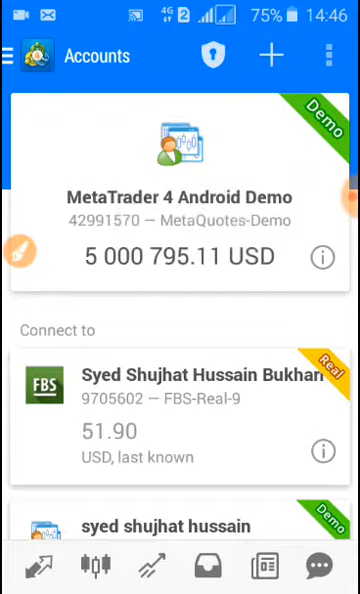 4G 2 75% 14:46
Accounts
Demo
MetaTrader 4 Android Demo
42991570 — MetaQuotes-Demo
5 000 795.11 USD
Connect to
Real
FBS
Syed Shujhat Hussain Bukhari
9705602 — FBS-Real-9
51.90
USD, last known
Demo
syed shujhat hussain